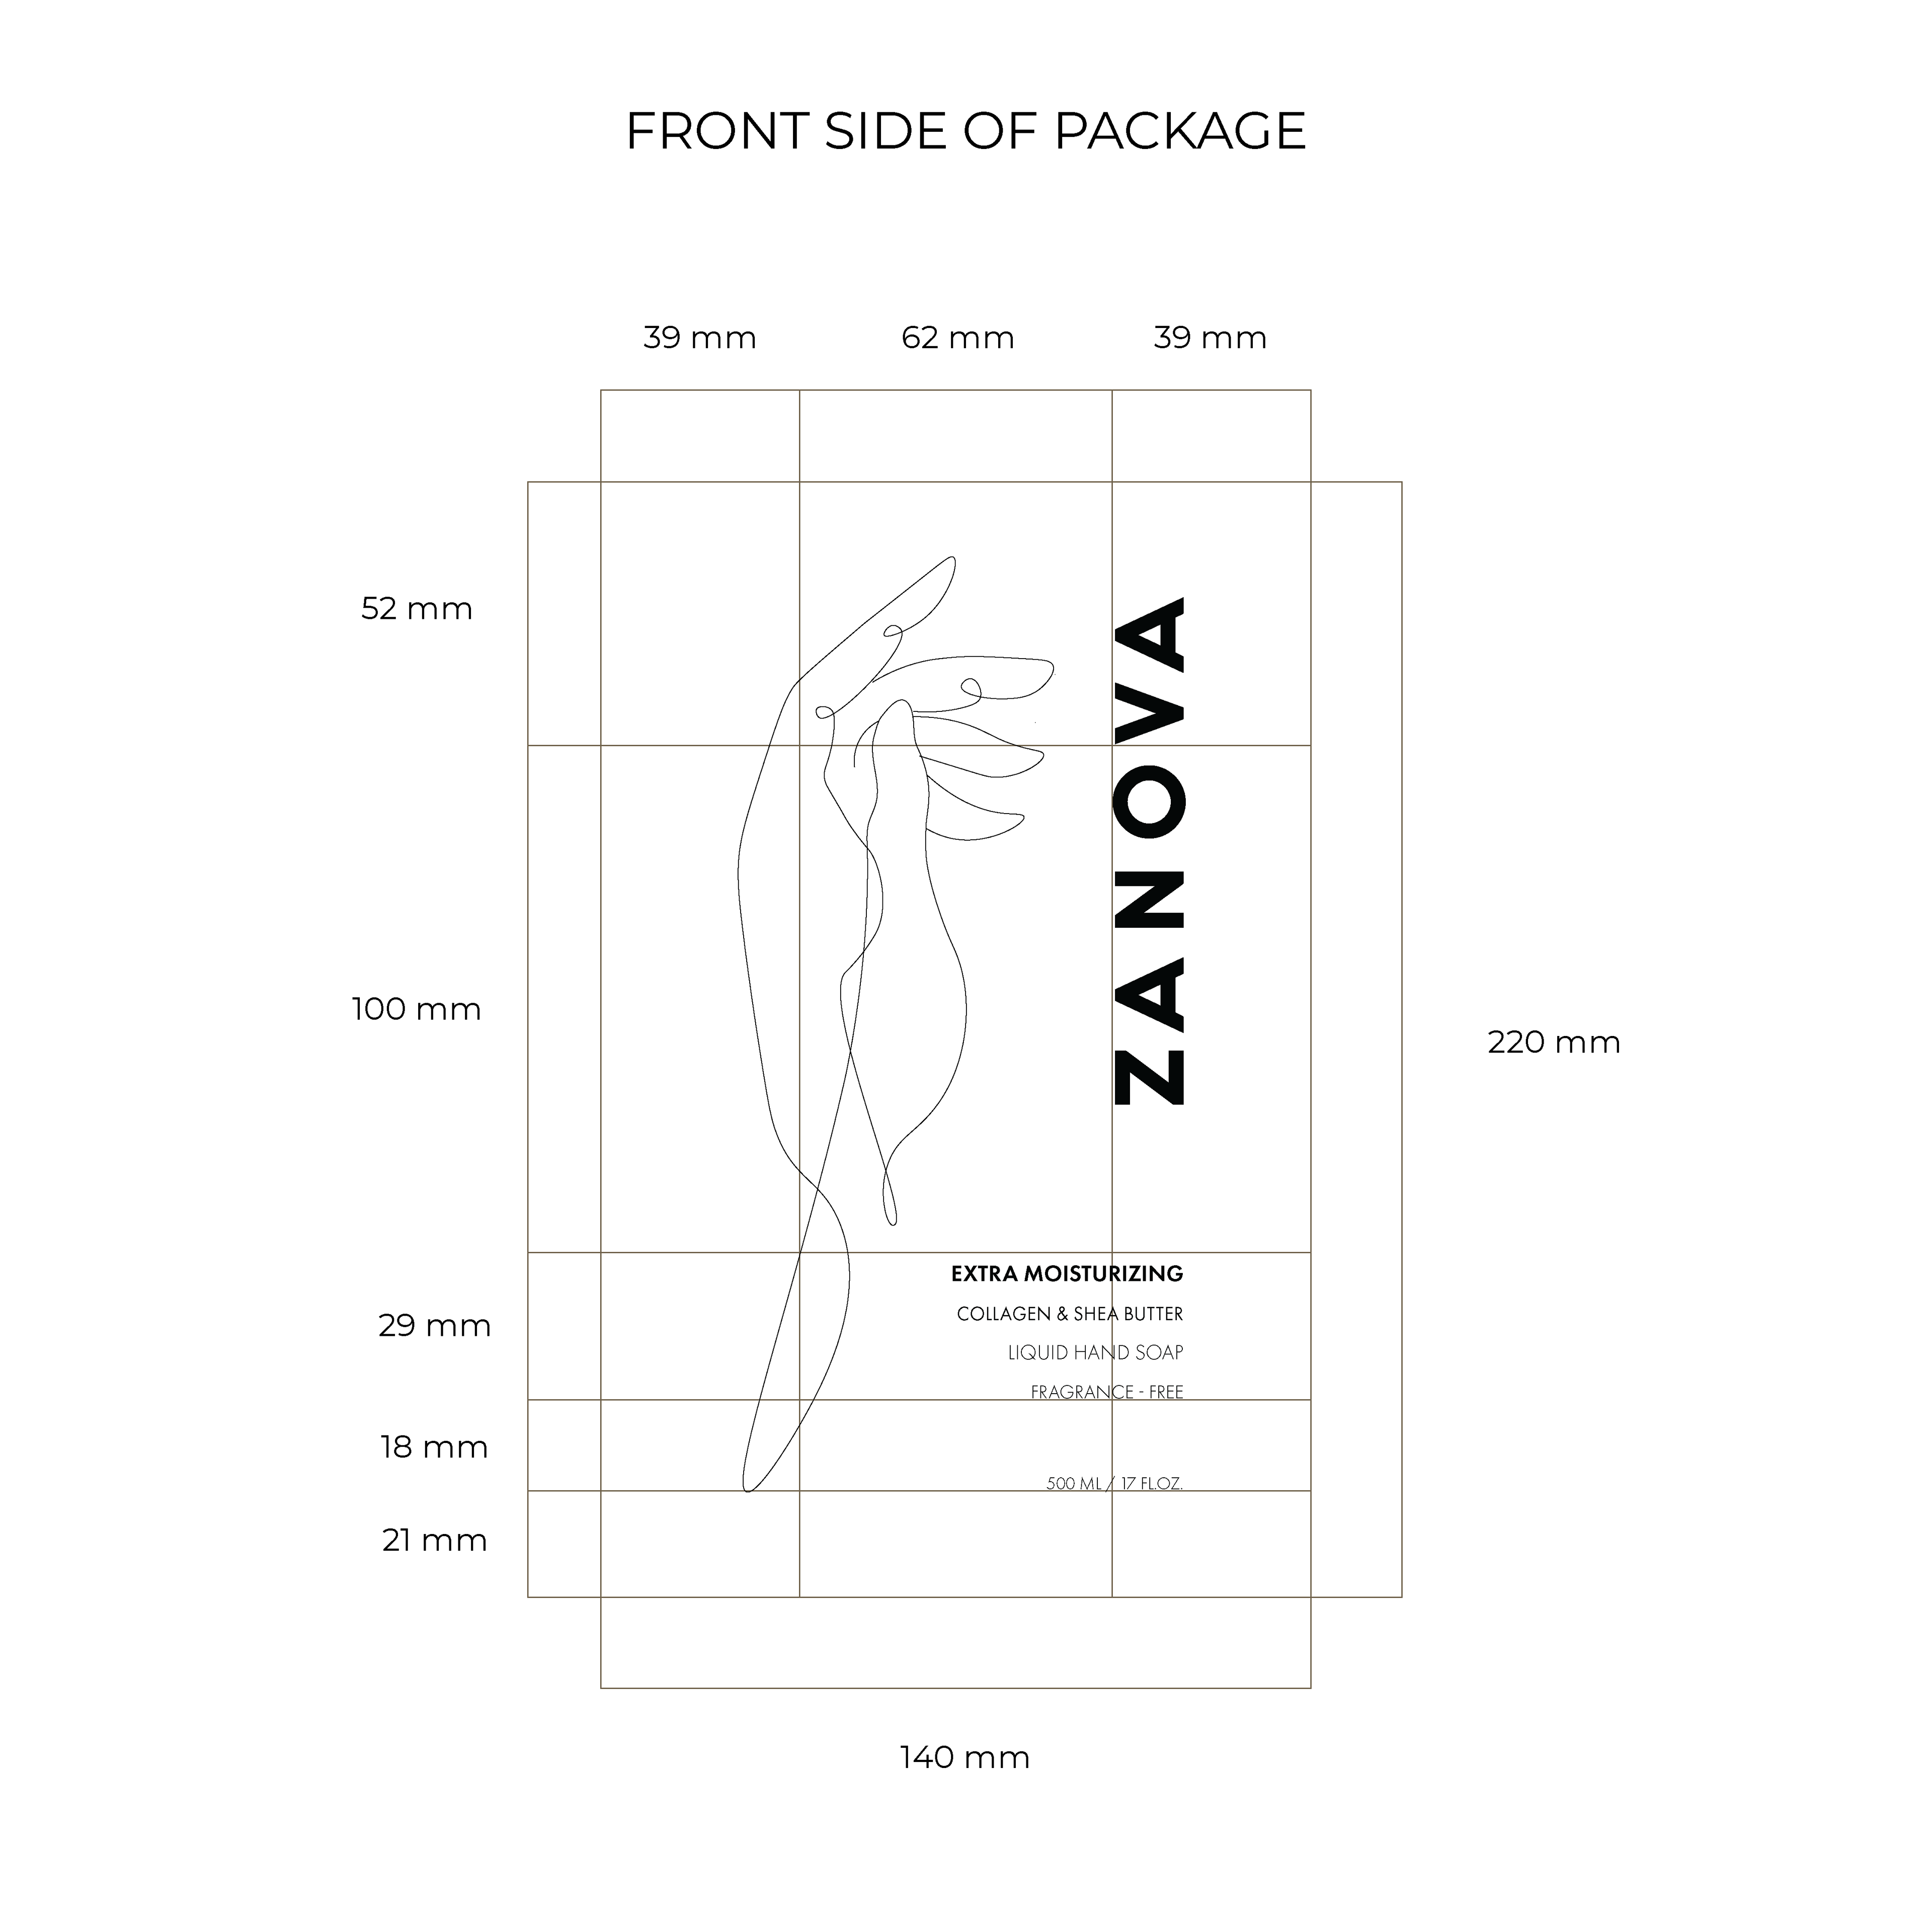 FRONT SIDE OF PACKAGE
39 mm 62 mm 39 mm
52 mm
ZANOVA
100 mm
220 mm
EXTRA MOISTURIZING
COLLAGEN & SHEA BUTTER
29 mm
LIQUID HAND SOAP
FRAGRANCE - FREE
18 mm
500 ML / 17 FL.OZ.
21 mm
140 mm